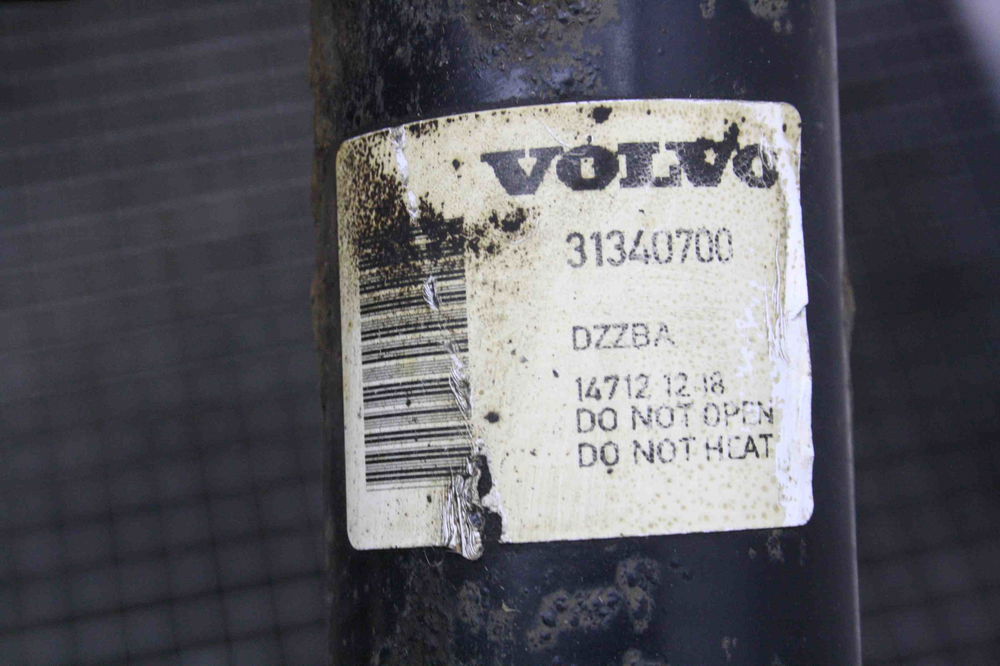 VOLVO
31340700
DZZBA
14712 12-18
DO NOT OPEN
DO NOT HEAT